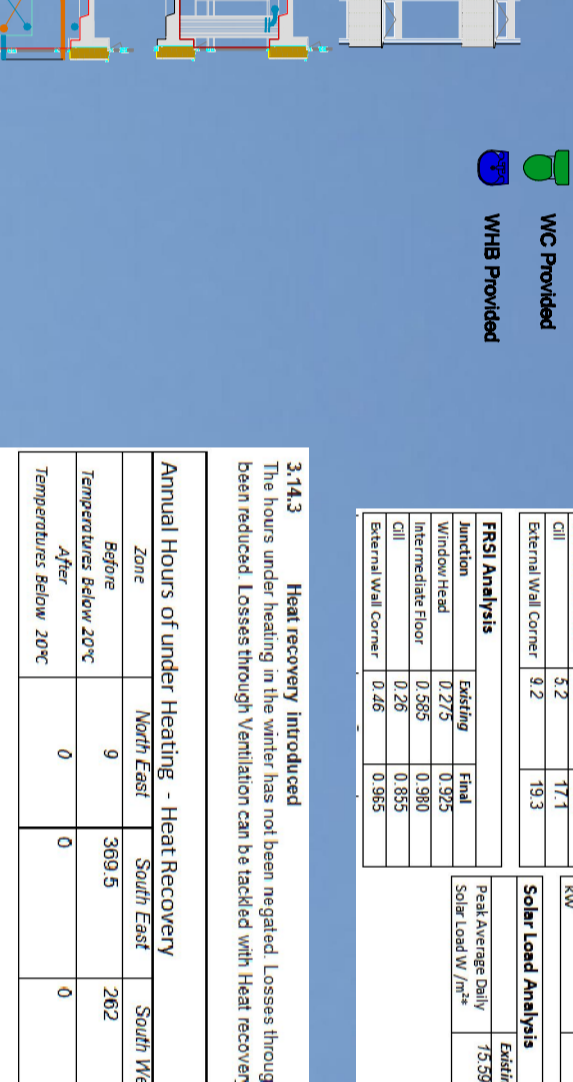 WC Provided
WHB Provided
Cill 5.2 17.1
External Wall Corner 9.2 19.3
FRSI Analysis
Junction Existing Final
Window Head 0.275 0.925
Intermediate Floor 0.585 0.980
Cill 0.26 0.855
External Wall Corner 0.46 0.965
KW
Solar Load Analysis
Peak Average Daily
Solar Load W /m²* 15.59
3.14.3 Heat recovery introduced
The hours under heating in the winter has not been negated. Losses
been reduced. Losses through Ventilation can be tackled with Heat
Annual Hours of under Heating - Heat Recovery
Zone North East South East South
Before
Temperatures Below 20°C 9 369.5 262
After
Temperatures Below 20°C 0 0 0